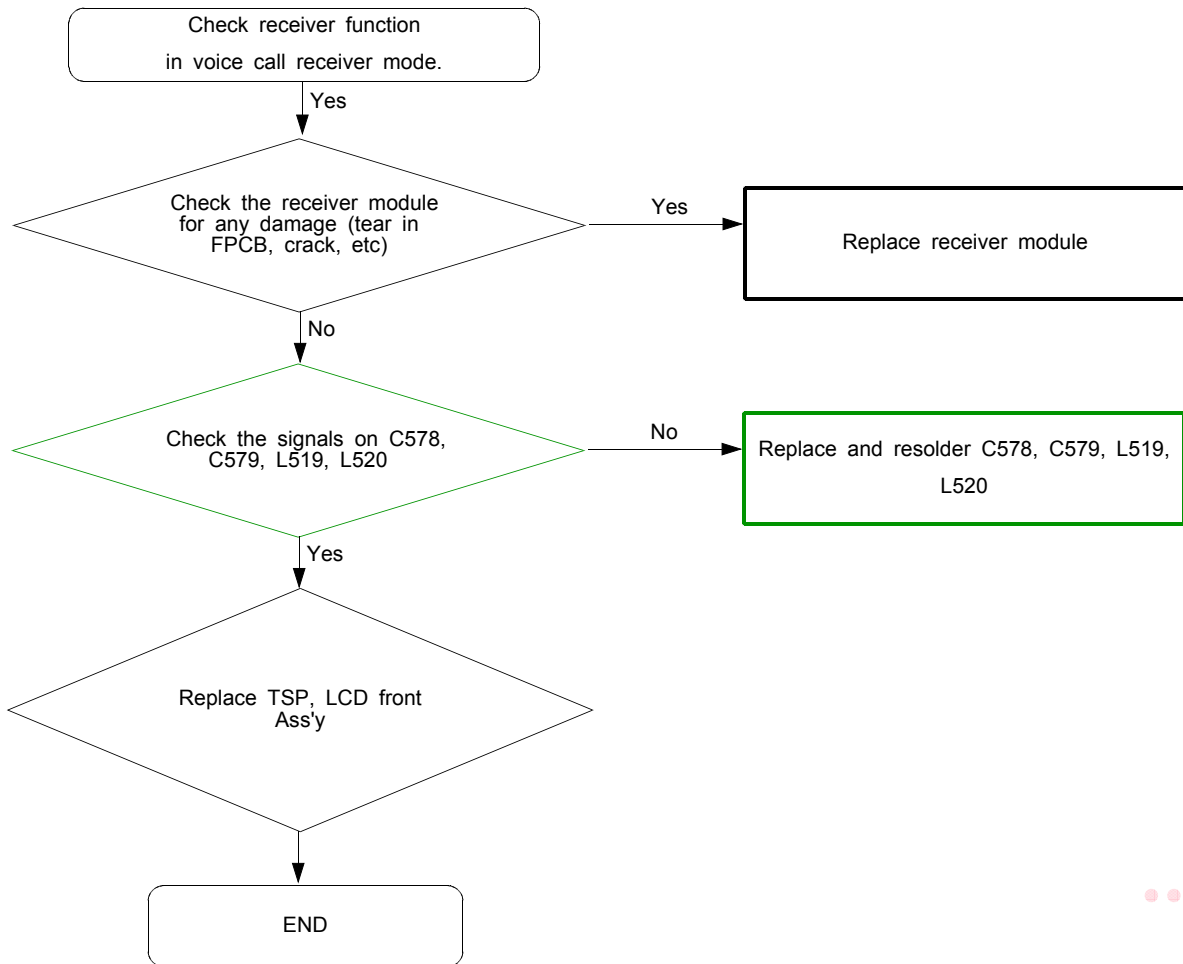 Check receiver function
in voice call receiver mode.
Yes
Check the receiver module
for any damage (tear in
FPCB, crack, etc)
Yes
Replace receiver module
No
Check the signals on C578,
C579, L519, L520
No
Replace and resolder C578, C579, L519,
L520
Yes
Replace TSP, LCD front
Ass'y
END